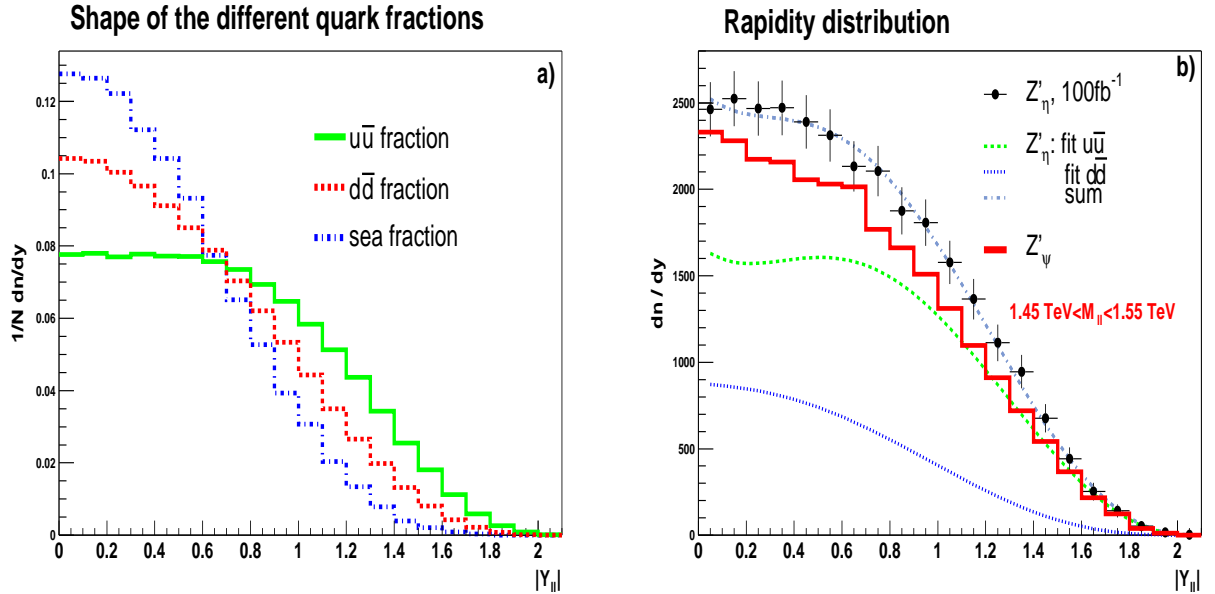 Shape of the different quark fractions
1/N dn/dy
0.12
0.1
0.08
0.06
0.04
0.02
0
a)
uū fraction
dd̄ fraction
sea fraction
0 0.2 0.4 0.6 0.8 1 1.2 1.4 1.6 1.8 2
|Y_ll|
Rapidity distribution
dn / dy
2500
2000
1500
1000
500
0
b)
Z'_η, 100fb⁻¹
Z'_η: fit uū
fit dd̄
sum
Z'_ψ
1.45 TeV<M_ll<1.55 TeV
0 0.2 0.4 0.6 0.8 1 1.2 1.4 1.6 1.8 2
|Y_ll|